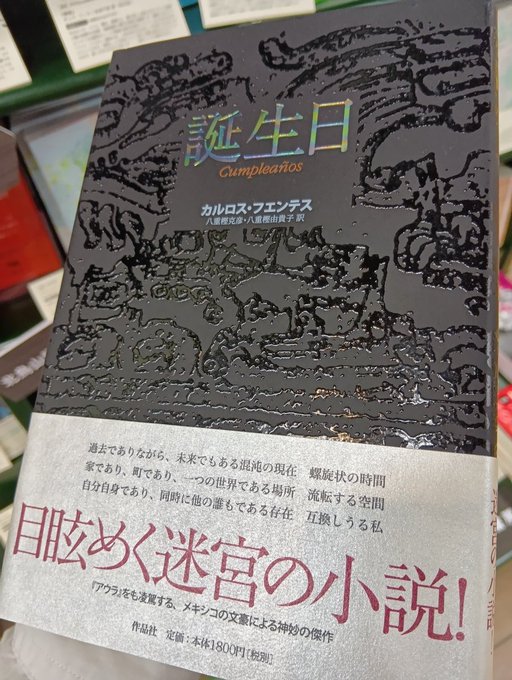 誕生日
Cumpleaños
カルロス・フエンテス
八重樫克彦・八重樫由貴子 訳
過去でありながら、未来でもある混沌の現在 螺旋状の時間
家であり、町であり、一つの世界である場所 流転する空間
自分自身であり、同時に他の誰もである存在 互換しうる私
目眩めく迷宮の小説!
『アウラ』をも凌駕する、メキシコの文豪による神妙の傑作
作品社 定価:本体1800円[税別]